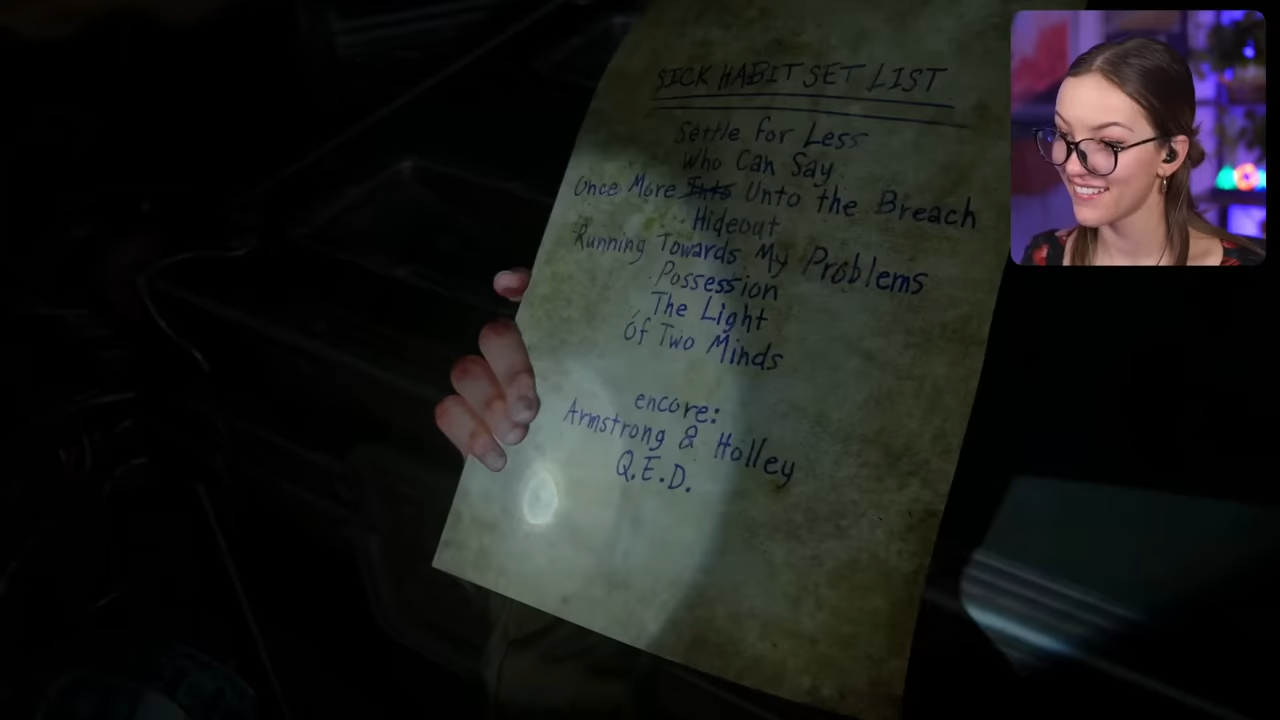 SICK HABIT SET LIST
Settle for Less
Who Can Say
Once More Into Unto the Breach
Hideout
Running Towards My Problems
Possession
The Light
Of Two Minds
encore:
Armstrong & Holley
Q.E.D.